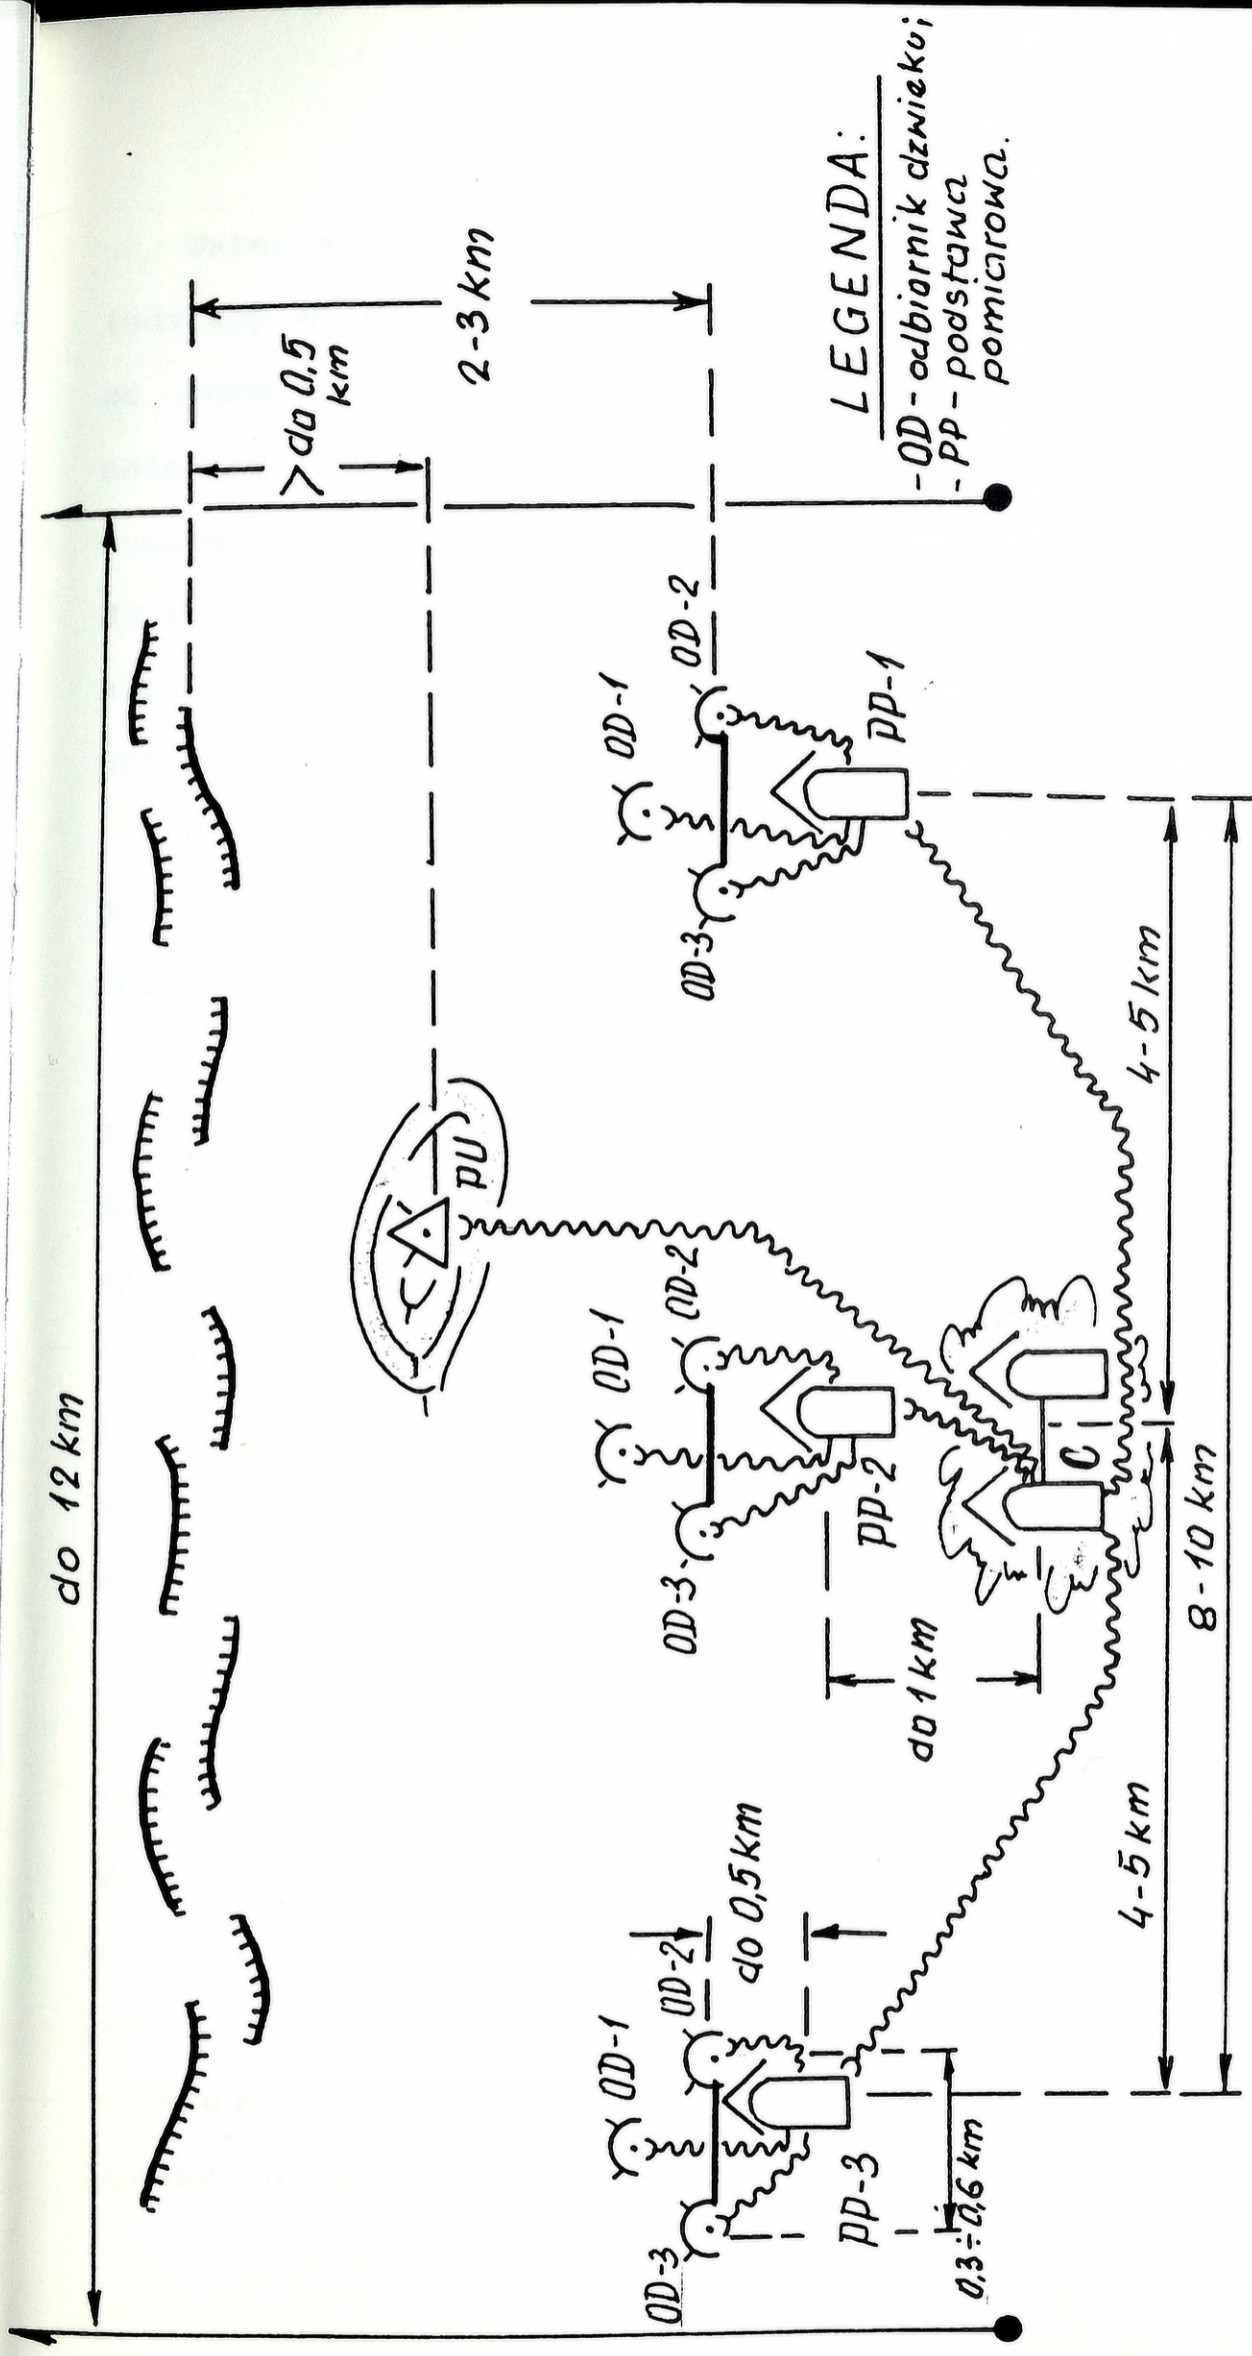 do 12 km
>do 0,5
km
PU
2-3 km
OD-1
OD-3
OD-2
OD-1
OD-3
OD-2
OD-1
OD-3
OD-2
do 0,5 km
PP-3
PP-2
PP-1
do 1 km
LEGENDA:
-OD - odbiornik dzwieku;
- PP - podstawa
pomiarowa.
0,3÷0,6 km
C
4-5 km
4-5 km
8-10 km